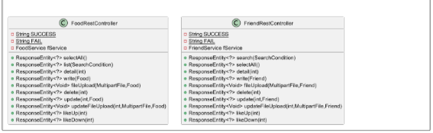 C FoodRestController
String SUCCESS
String FAIL
FoodService fService
ResponseEntity<?> selectAll()
ResponseEntity<?> list(SearchCondition)
ResponseEntity<?> detail(int)
ResponseEntity<?> write(Food)
ResponseEntity<Void> fileUpload(MultipartFile,Food)
ResponseEntity<?> delete(int)
ResponseEntity<?> update(int,Food)
ResponseEntity<Void> updateFileUpload(int,MultipartFile,Food)
ResponseEntity<?> likeUp(int)
ResponseEntity<?> likeDown(int)
C FriendRestController
String SUCCESS
String FAIL
FriendService fService
ResponseEntity<?> search(SearchCondition)
ResponseEntity<?> selectAll()
ResponseEntity<?> detail(int)
ResponseEntity<?> write(Friend)
ResponseEntity<Void> fileUpload(MultipartFile,Friend)
ResponseEntity<?> delete(int)
ResponseEntity<?> update(int,Friend)
ResponseEntity<Void> updateFileUpload(int,MultipartFile,Friend)
ResponseEntity<?> likeUp(int)
ResponseEntity<?> likeDown(int)